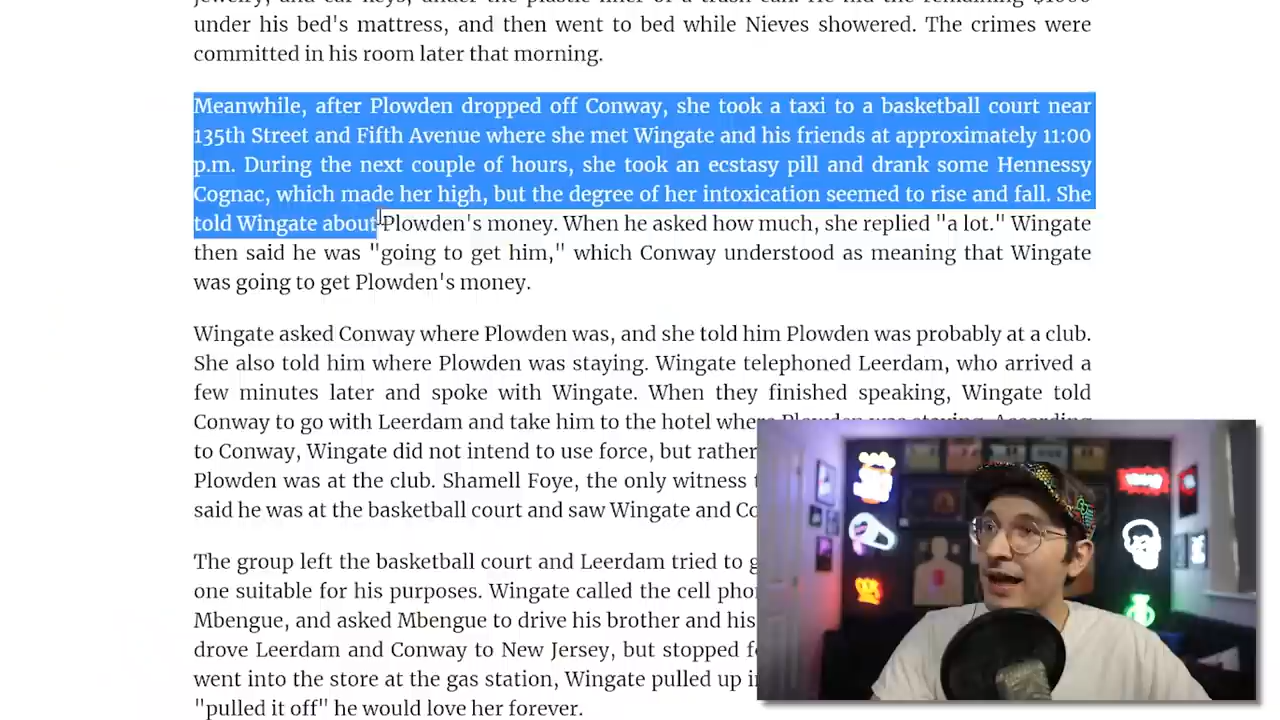 jewelry, and car keys, under the plastic liner of a trash can. He hid the remaining $1000
under his bed's mattress, and then went to bed while Nieves showered. The crimes were
committed in his room later that morning.
Meanwhile, after Plowden dropped off Conway, she took a taxi to a basketball court near
135th Street and Fifth Avenue where she met Wingate and his friends at approximately 11:00
p.m. During the next couple of hours, she took an ecstasy pill and drank some Hennessy
Cognac, which made her high, but the degree of her intoxication seemed to rise and fall. She
told Wingate about Plowden's money. When he asked how much, she replied "a lot." Wingate
then said he was "going to get him," which Conway understood as meaning that Wingate
was going to get Plowden's money.
Wingate asked Conway where Plowden was, and she told him Plowden was probably at a club.
She also told him where Plowden was staying. Wingate telephoned Leerdam, who arrived a
few minutes later and spoke with Wingate. When they finished speaking, Wingate told
Conway to go with Leerdam and take him to the hotel where Plowden was staying. According
to Conway, Wingate did not intend to use force, but rather
Plowden was at the club. Shamell Foye, the only witness
said he was at the basketball court and saw Wingate and Co
The group left the basketball court and Leerdam tried to g
one suitable for his purposes. Wingate called the cell pho
Mbengue, and asked Mbengue to drive his brother and his
drove Leerdam and Conway to New Jersey, but stopped f
went into the store at the gas station, Wingate pulled up i
"pulled it off" he would love her forever.